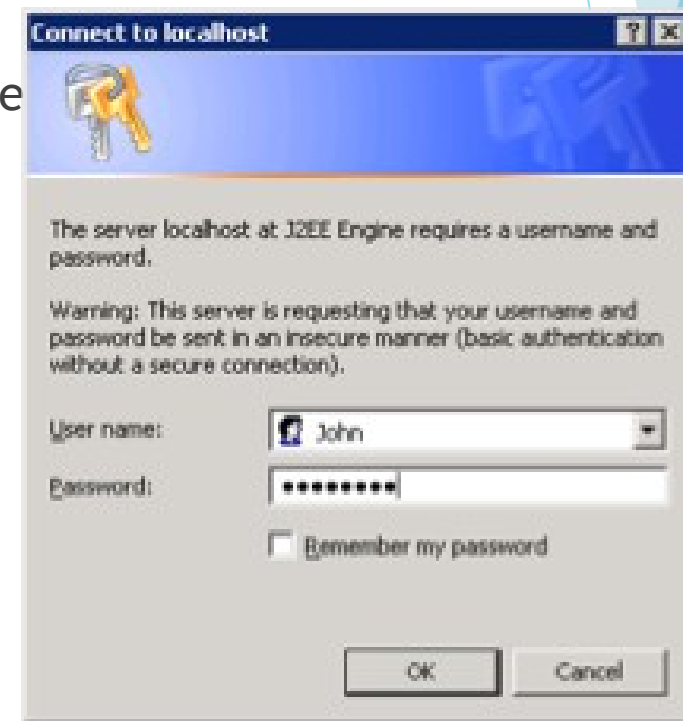 Connect to localhost
e
The server localhost at J2EE Engine requires a username and
password.
Warning: This server is requesting that your username and
password be sent in an insecure manner (basic authentication
without a secure connection).
User name:
John
Password:
••••••••
Remember my password
OK
Cancel